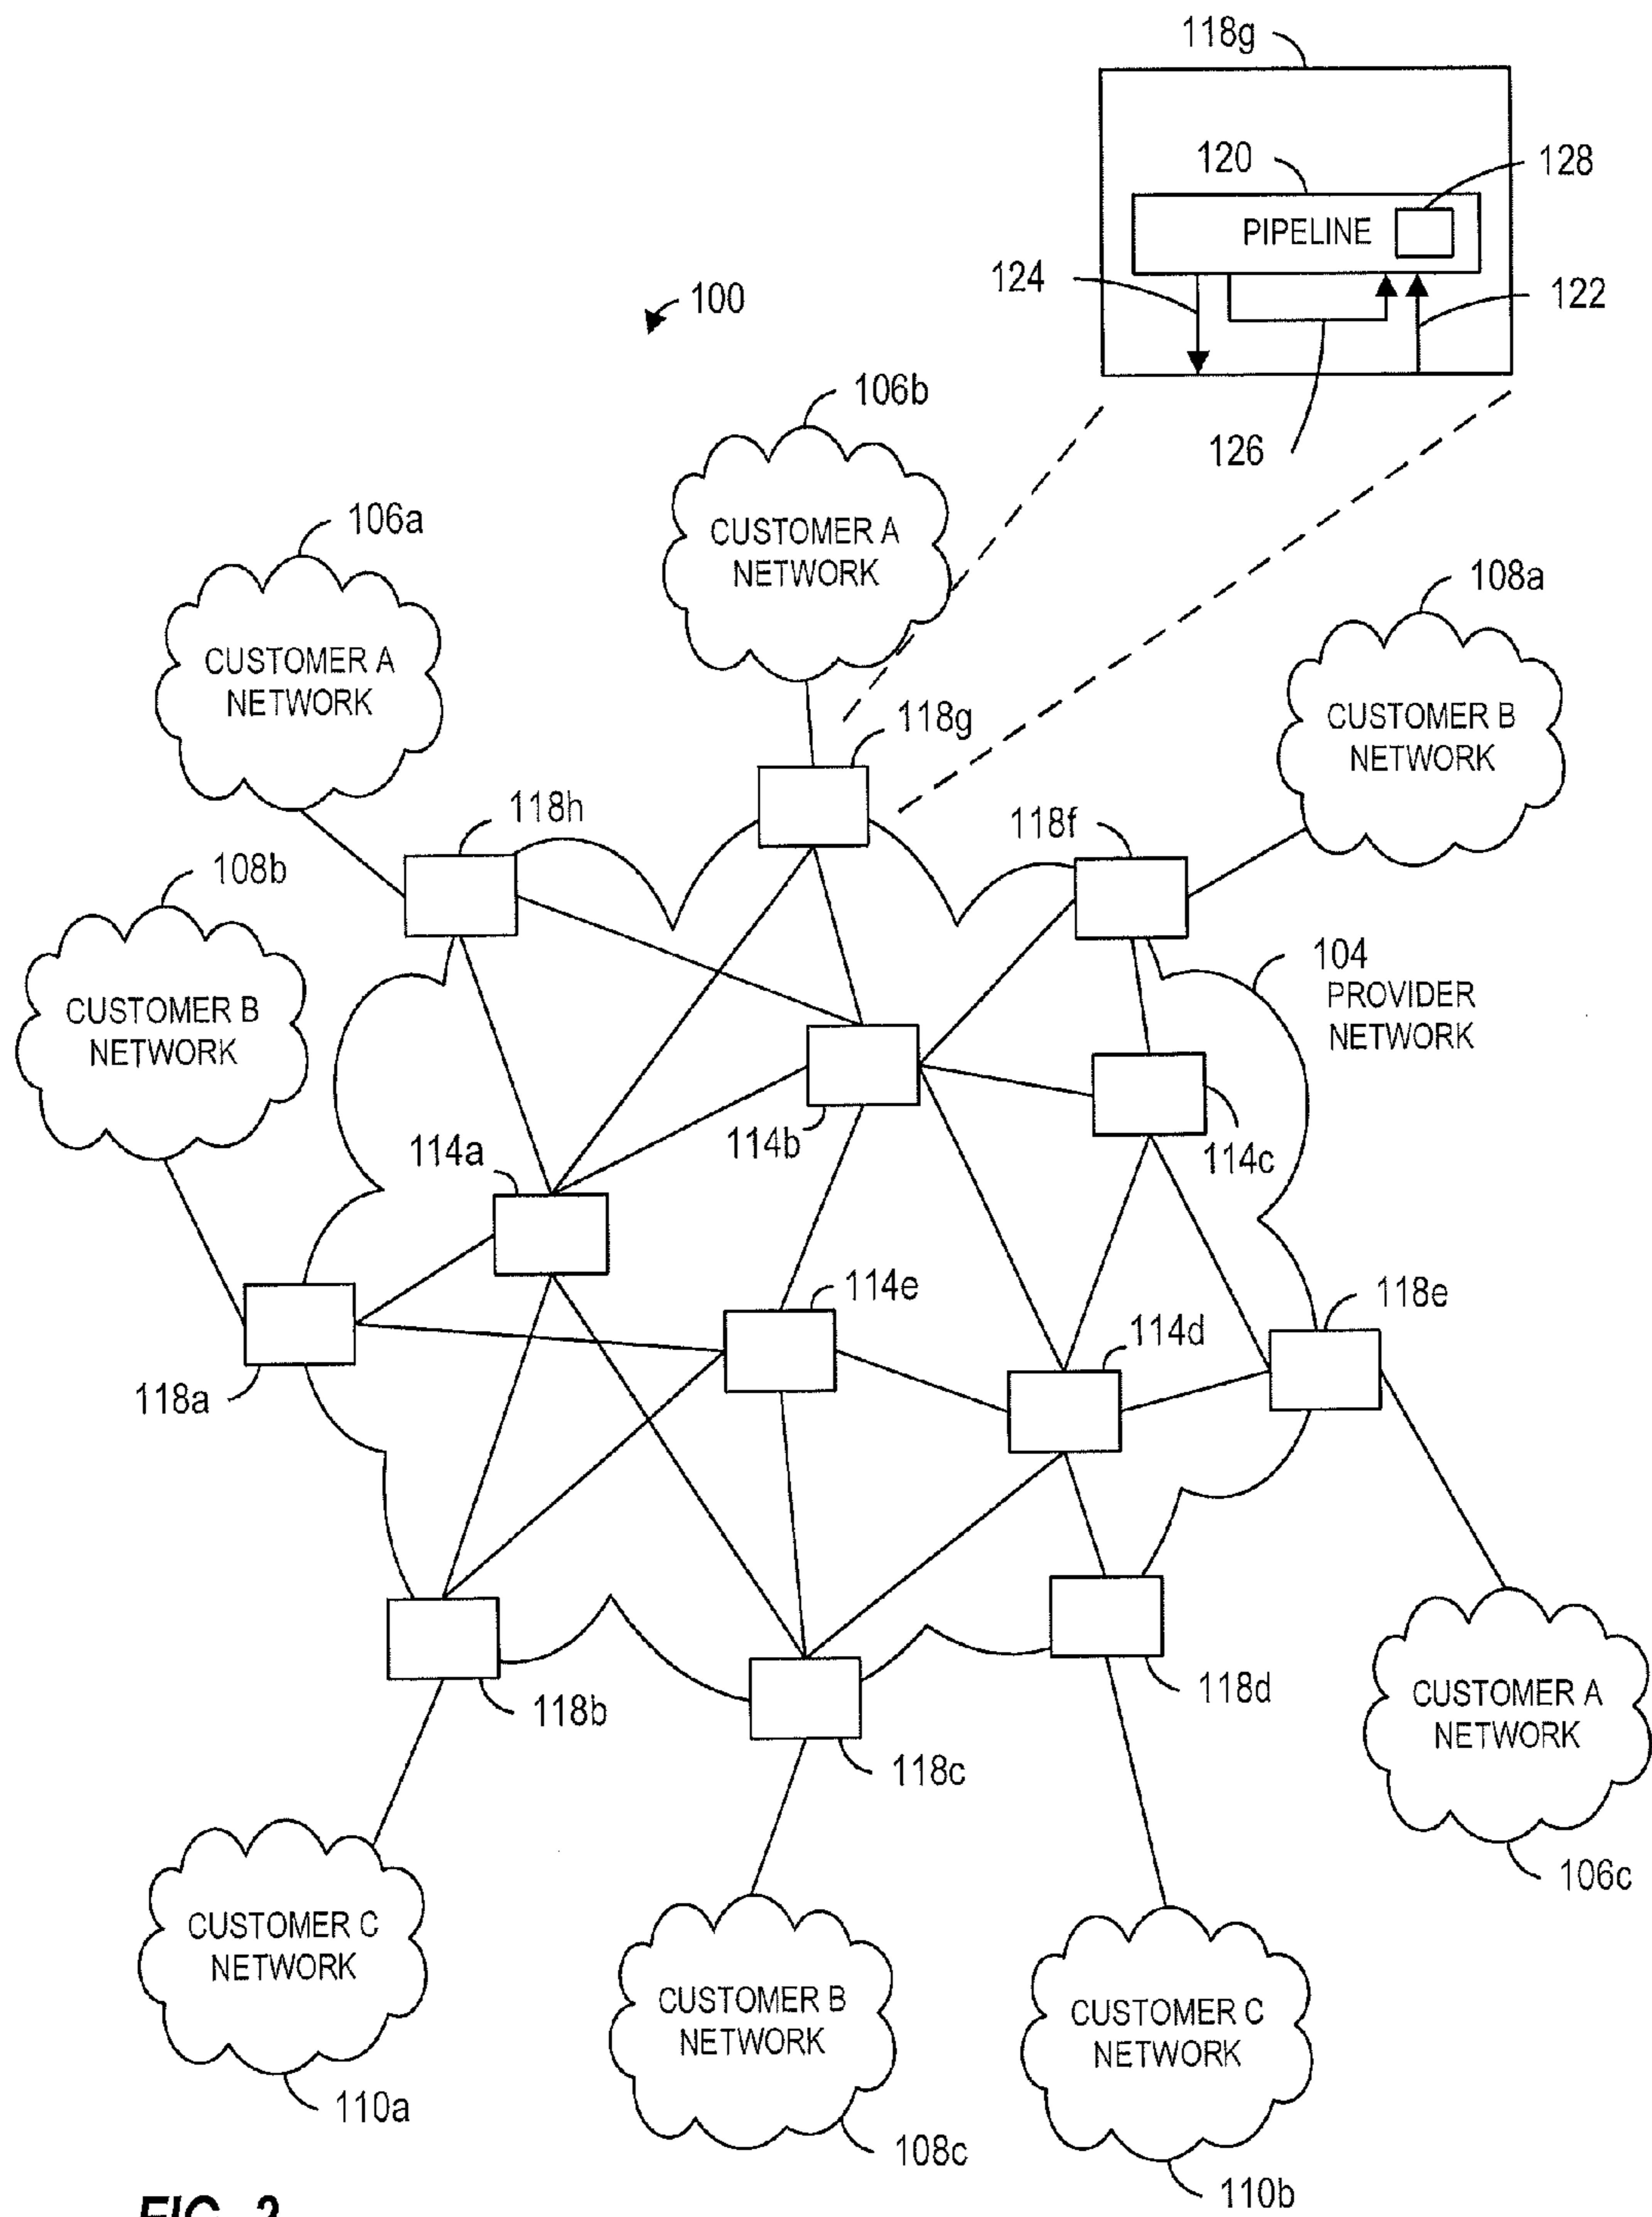 118g
120
128
PIPELINE
124
122
100
126
106b
CUSTOMER A
NETWORK
106a
CUSTOMER A
NETWORK
108a
CUSTOMER B
NETWORK
118g
118h
118f
108b
CUSTOMER B
NETWORK
104
PROVIDER
NETWORK
114b
114c
114a
114e
118e
114d
118a
118d
CUSTOMER A
NETWORK
118b
118c
106c
CUSTOMER C
NETWORK
CUSTOMER B
NETWORK
CUSTOMER C
NETWORK
110a
108c
110b
FIG. 2